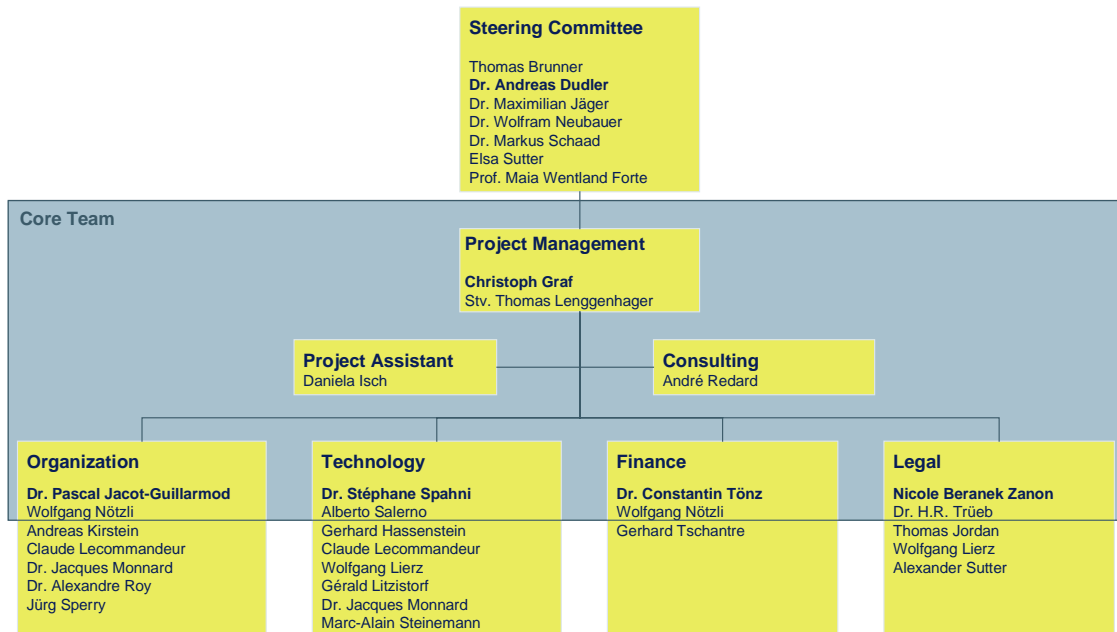 Steering Committee
Thomas Brunner
Dr. Andreas Dudler
Dr. Maximilian Jäger
Dr. Wolfram Neubauer
Dr. Markus Schaad
Elsa Sutter
Prof. Maia Wentland Forte
Core Team
Project Management
Christoph Graf
Stv. Thomas Lenggenhager
Project Assistant
Daniela Isch
Consulting
André Redard
Organization
Dr. Pascal Jacot-Guillarmod
Wolfgang Nötzli
Andreas Kirstein
Claude Lecommandeur
Dr. Jacques Monnard
Dr. Alexandre Roy
Jürg Sperry
Technology
Dr. Stéphane Spahni
Alberto Salerno
Gerhard Hassenstein
Claude Lecommandeur
Wolfgang Lierz
Gérald Litzistorf
Dr. Jacques Monnard
Marc-Alain Steinemann
Finance
Dr. Constantin Tönz
Wolfgang Nötzli
Gerhard Tschantre
Legal
Nicole Beranek Zanon
Dr. H.R. Trüeb
Thomas Jordan
Wolfgang Lierz
Alexander Sutter